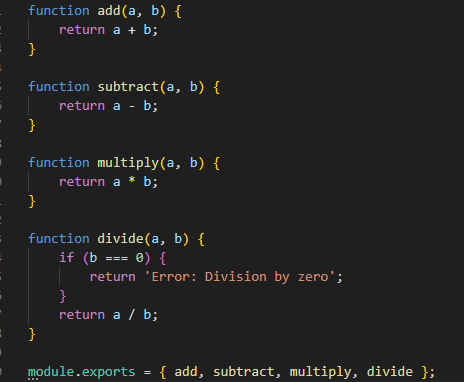 function add(a, b) {
    return a + b;
}

function subtract(a, b) {
    return a - b;
}

function multiply(a, b) {
    return a * b;
}

function divide(a, b) {
    if (b === 0) {
        return 'Error: Division by zero';
    }
    return a / b;
}

module.exports = { add, subtract, multiply, divide };